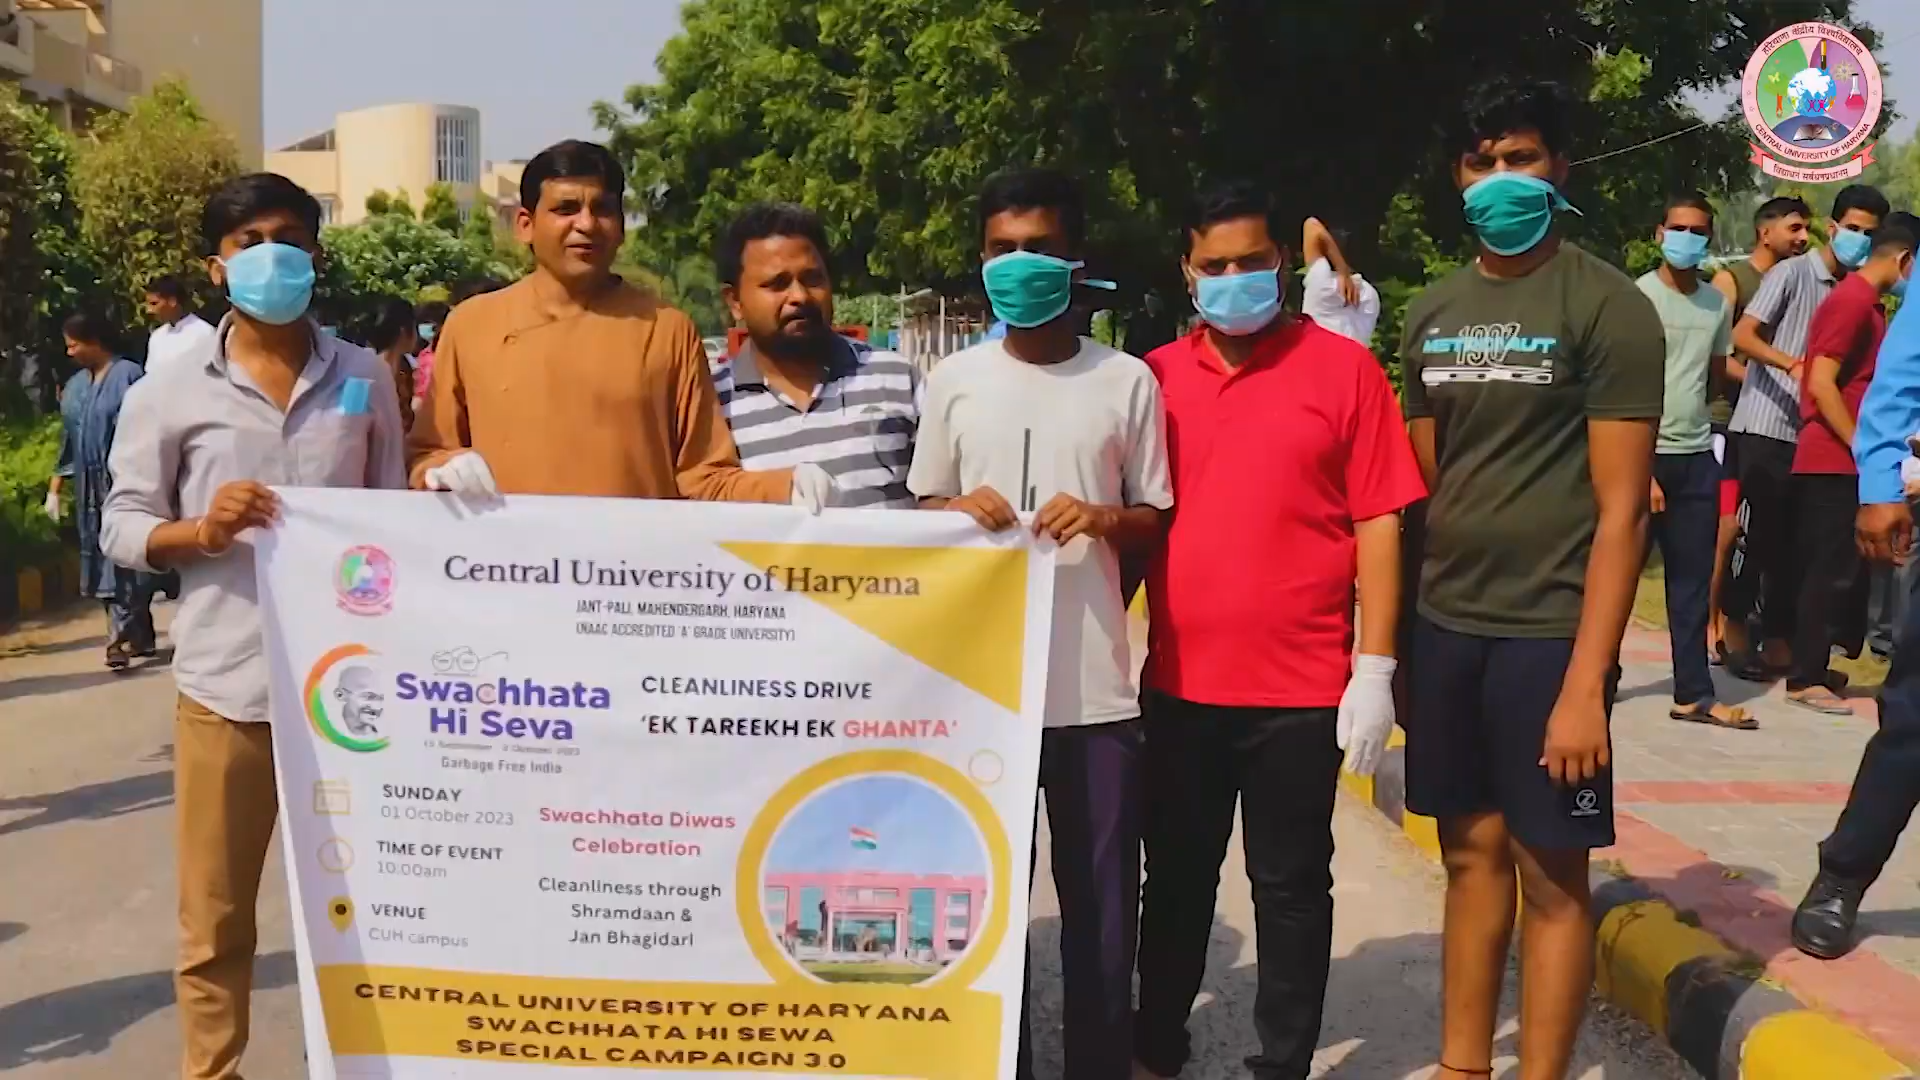 हरियाणा केंद्रीय विश्वविद्यालय
CENTRAL UNIVERSITY OF HARYANA
1987
Central University of Haryana
JANT-PALI, MAHENDERGARH, HARYANA
(NAAC ACCREDITED 'A' GRADE UNIVERSITY)
Swachhata
Hi Seva
Garbage Free India
CLEANLINESS DRIVE
'EK TAREEKH EK GHANTA'
SUNDAY
01 October 2023
TIME OF EVENT
10:00am
VENUE
CUH campus
Swachhata Diwas
Celebration
Cleanliness through
Shramdaan &
Jan Bhagidari
CENTRAL UNIVERSITY OF HARYANA
SWACHHATA HI SEWA
SPECIAL CAMPAIGN 3.0